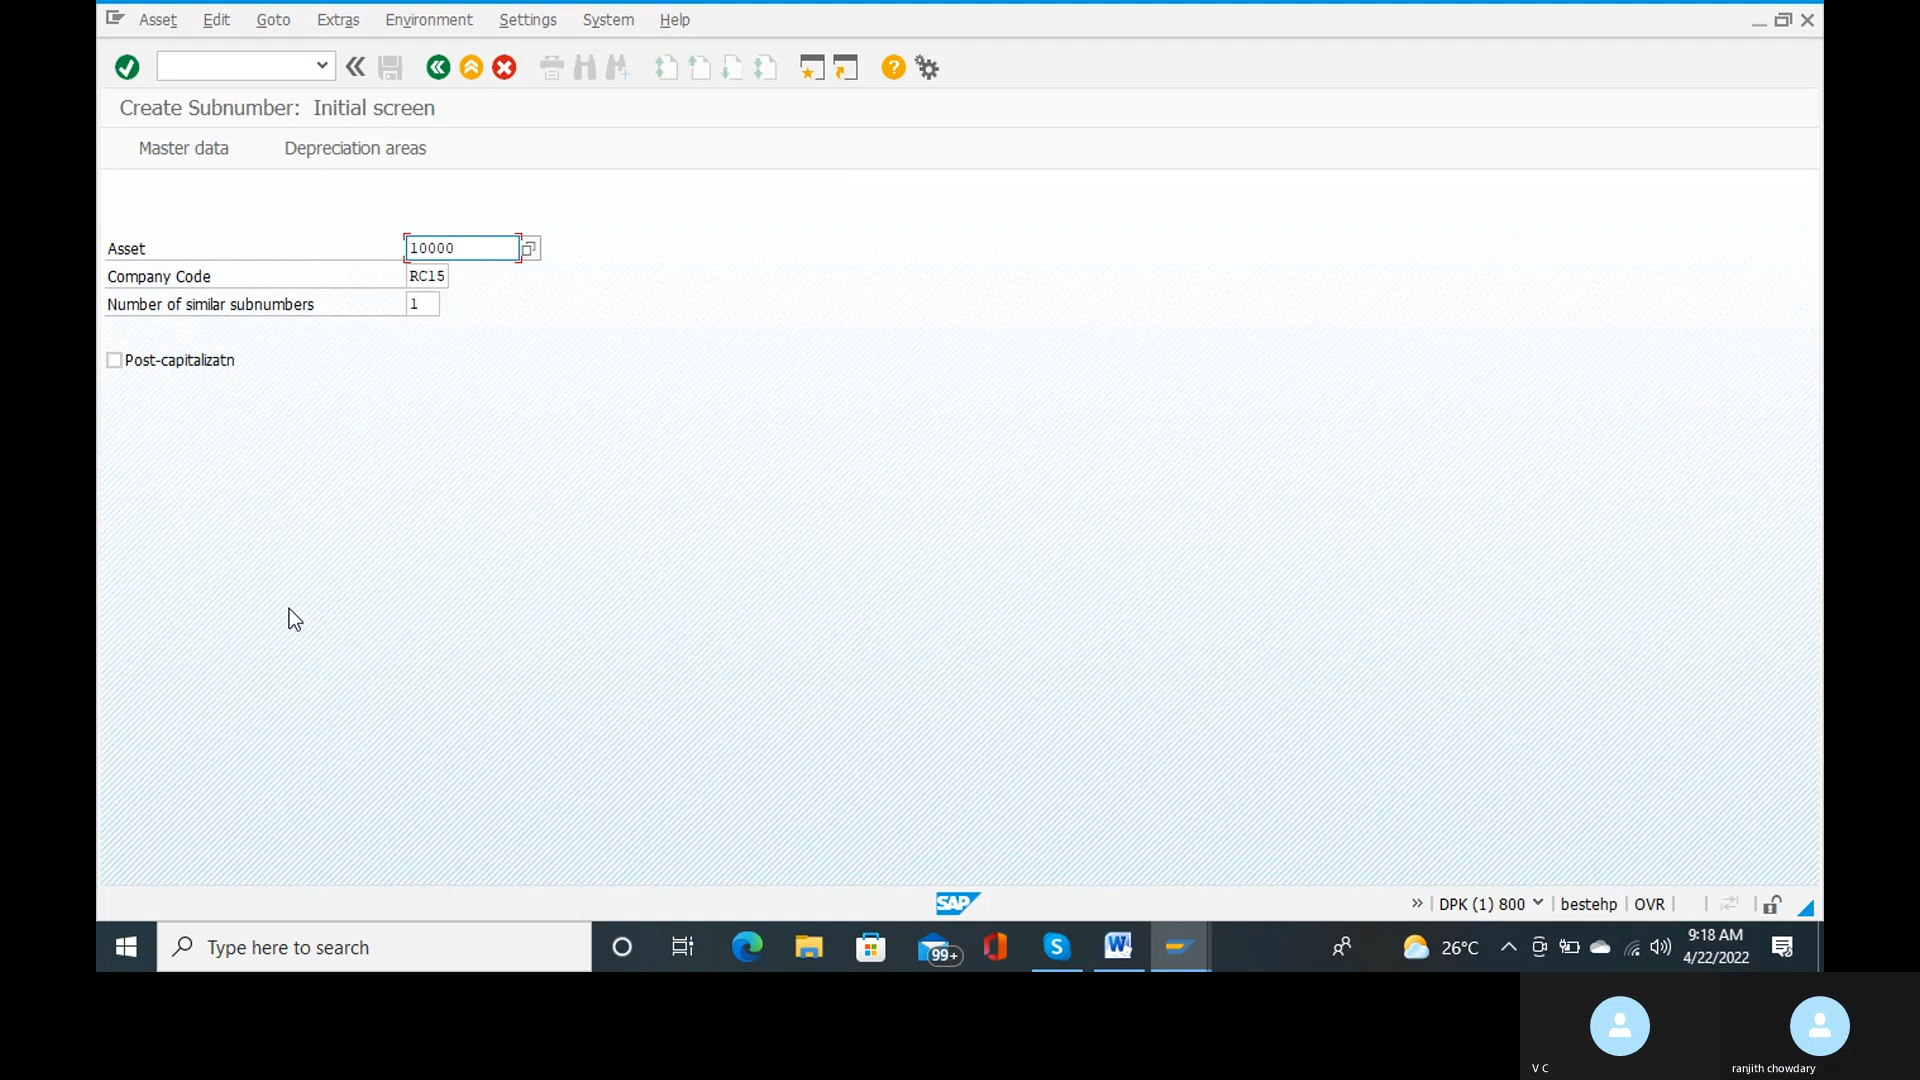 Asset Edit Goto Extras Environment Settings System Help
Create Subnumber: Initial screen
Master data Depreciation areas
Asset 10000
Company Code RC15
Number of similar subnumbers 1
Post-capitalizatn
SAP
DPK (1) 800 bestehp OVR
Type here to search
99+
26°C
9:18 AM
4/22/2022
V C
ranjith chowdary